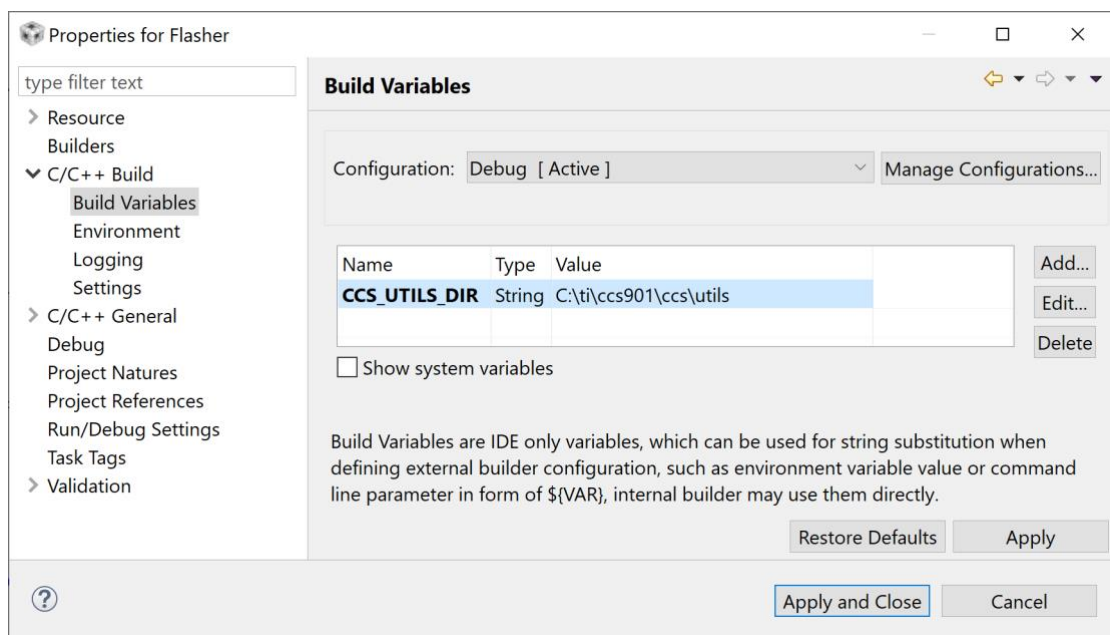 Properties for Flasher
type filter text
Resource
Builders
C/C++ Build
Build Variables
Environment
Logging
Settings
C/C++ General
Debug
Project Natures
Project References
Run/Debug Settings
Task Tags
Validation
Build Variables
Configuration: Debug [ Active ] Manage Configurations...
Name Type Value
CCS_UTILS_DIR String C:\ti\ccs901\ccs\utils
Add...
Edit...
Delete
Show system variables
Build Variables are IDE only variables, which can be used for string substitution when
defining external builder configuration, such as environment variable value or command
line parameter in form of ${VAR}, internal builder may use them directly.
Restore Defaults Apply
? Apply and Close Cancel